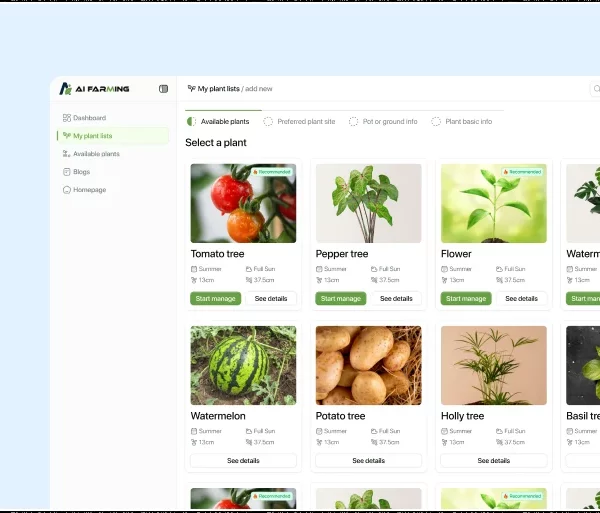 AI FARMING
My plant lists / add new
Dashboard
My plant lists
Available plants
Blogs
Homepage
Available plants
Preferred plant site
Pot or ground info
Plant basic info
Select a plant
Recommended
Recommended
Tomato tree
Pepper tree
Flower
Waterm
Summer Full Sun
Summer Full Sun
Summer Full Sun
Summer
13cm 37.5cm
13cm 37.5cm
13cm 37.5cm
13cm
Start manage See details
Start manage See details
Start manage See details
Start man
Watermelon
Potato tree
Holly tree
Basil tre
Summer Full Sun
Summer Full Sun
Summer Full Sun
Summer
13cm 37.5cm
13cm 37.5cm
13cm 37.5cm
13cm
See details
See details
See details
Recommended
Recommended